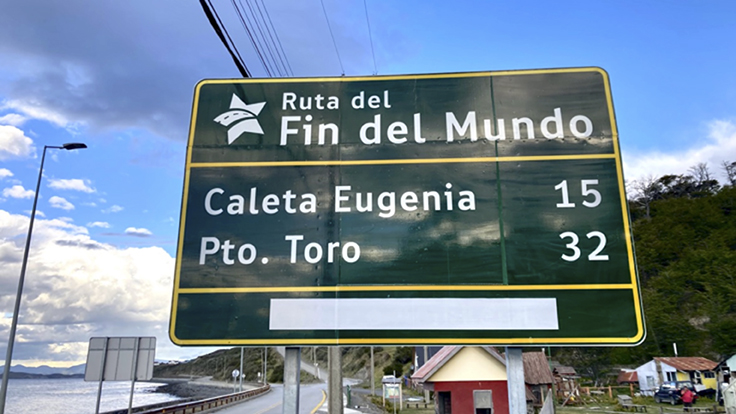 Ruta del
Fin del Mundo
Caleta Eugenia 15
Pto. Toro 32